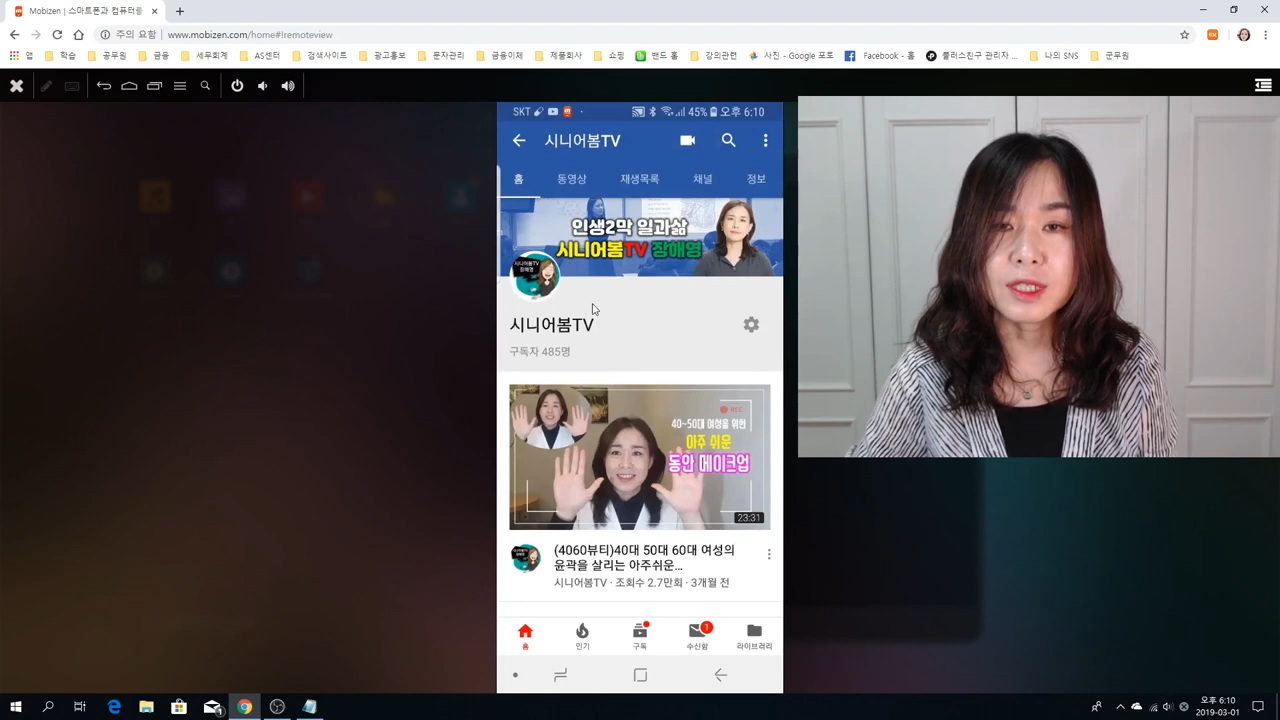 Mobizen | 스마트폰과 컴퓨터를
주의 요함 | www.mobizen.com/home#!remoteview
앱 학습 공무원 금융 세무회계 AS센터 검색사이트 광고홍보 문자관리 금융이체 제품회사 쇼핑 밴드 홈 강의관련 사진 - Google 포토 Facebook - 홈 플러스친구 관리자 ... 나의 SNS 군무원
SKT 45% 오후 6:10
시니어봄TV
홈 동영상 재생목록 채널 정보
인생2막 일과삶
시니어봄TV 장해영
시니어봄TV
장해영
시니어봄TV
구독자 485명
REC
40~50대 여성을 위한
아주 쉬운
동안 메이크업
23:31
(4060뷰티)40대 50대 60대 여성의
윤곽을 살리는 아주쉬운...
시니어봄TV · 조회수 2.7만회 · 3개월 전
1
홈 인기 구독 수신함 라이브러리
오후 6:10
2019-03-01